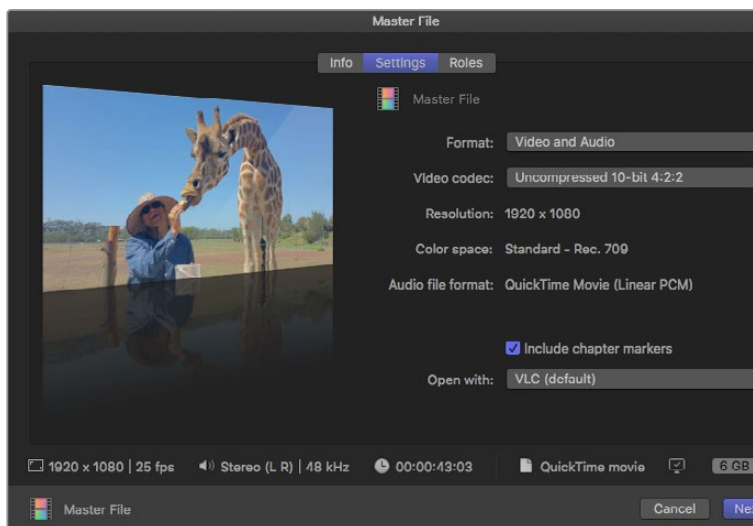 Master File
Info Settings Roles
Master File
Format: Video and Audio
Video codec: Uncompressed 10-bit 4:2:2
Resolution: 1920 x 1080
Color space: Standard - Rec. 709
Audio file format: QuickTime Movie (Linear PCM)
Include chapter markers
Open with: VLC (default)
1920 x 1080 | 25 fps Stereo (L R) | 48 kHz 00:00:43:03 QuickTime movie 6 GB
Master File Cancel